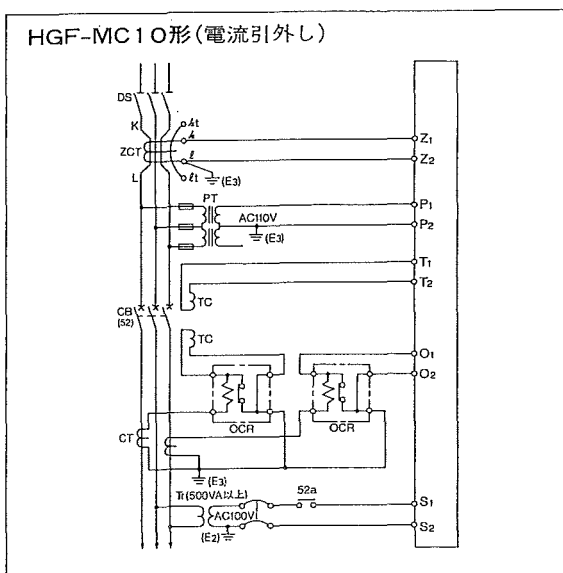 HGF-MC10形(電流引外し)
DS
K
kt
k
ZCT
Z1
l
Z2
L
lt
(E3)
PT
P1
AC110V
P2
(E3)
T1
T2
TC
CB
(52)
TC
O1
O2
CT
OCR
OCR
(E3)
Tr(500VA以上)
52a
S1
AC100V
S2
(E2)